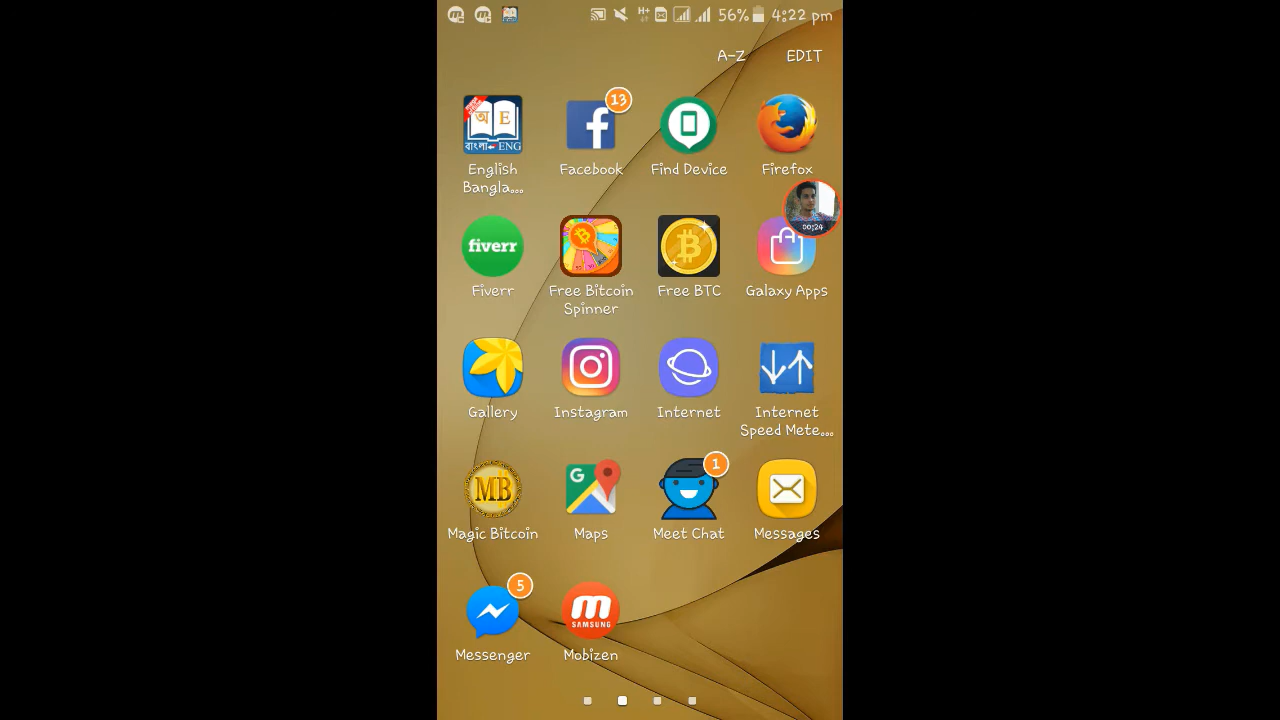 H+ 56% 4:22 pm
A-Z EDIT
অ E
বাংলা ENG
13
English Bangla...
Facebook
Find Device
Firefox
00:24
fiverr
Fiverr
Free Bitcoin Spinner
Free BTC
Galaxy Apps
Gallery
Instagram
Internet
Internet Speed Mete...
MB
G
1
Magic Bitcoin
Maps
Meet Chat
Messages
5
m
SAMSUNG
Messenger
Mobizen